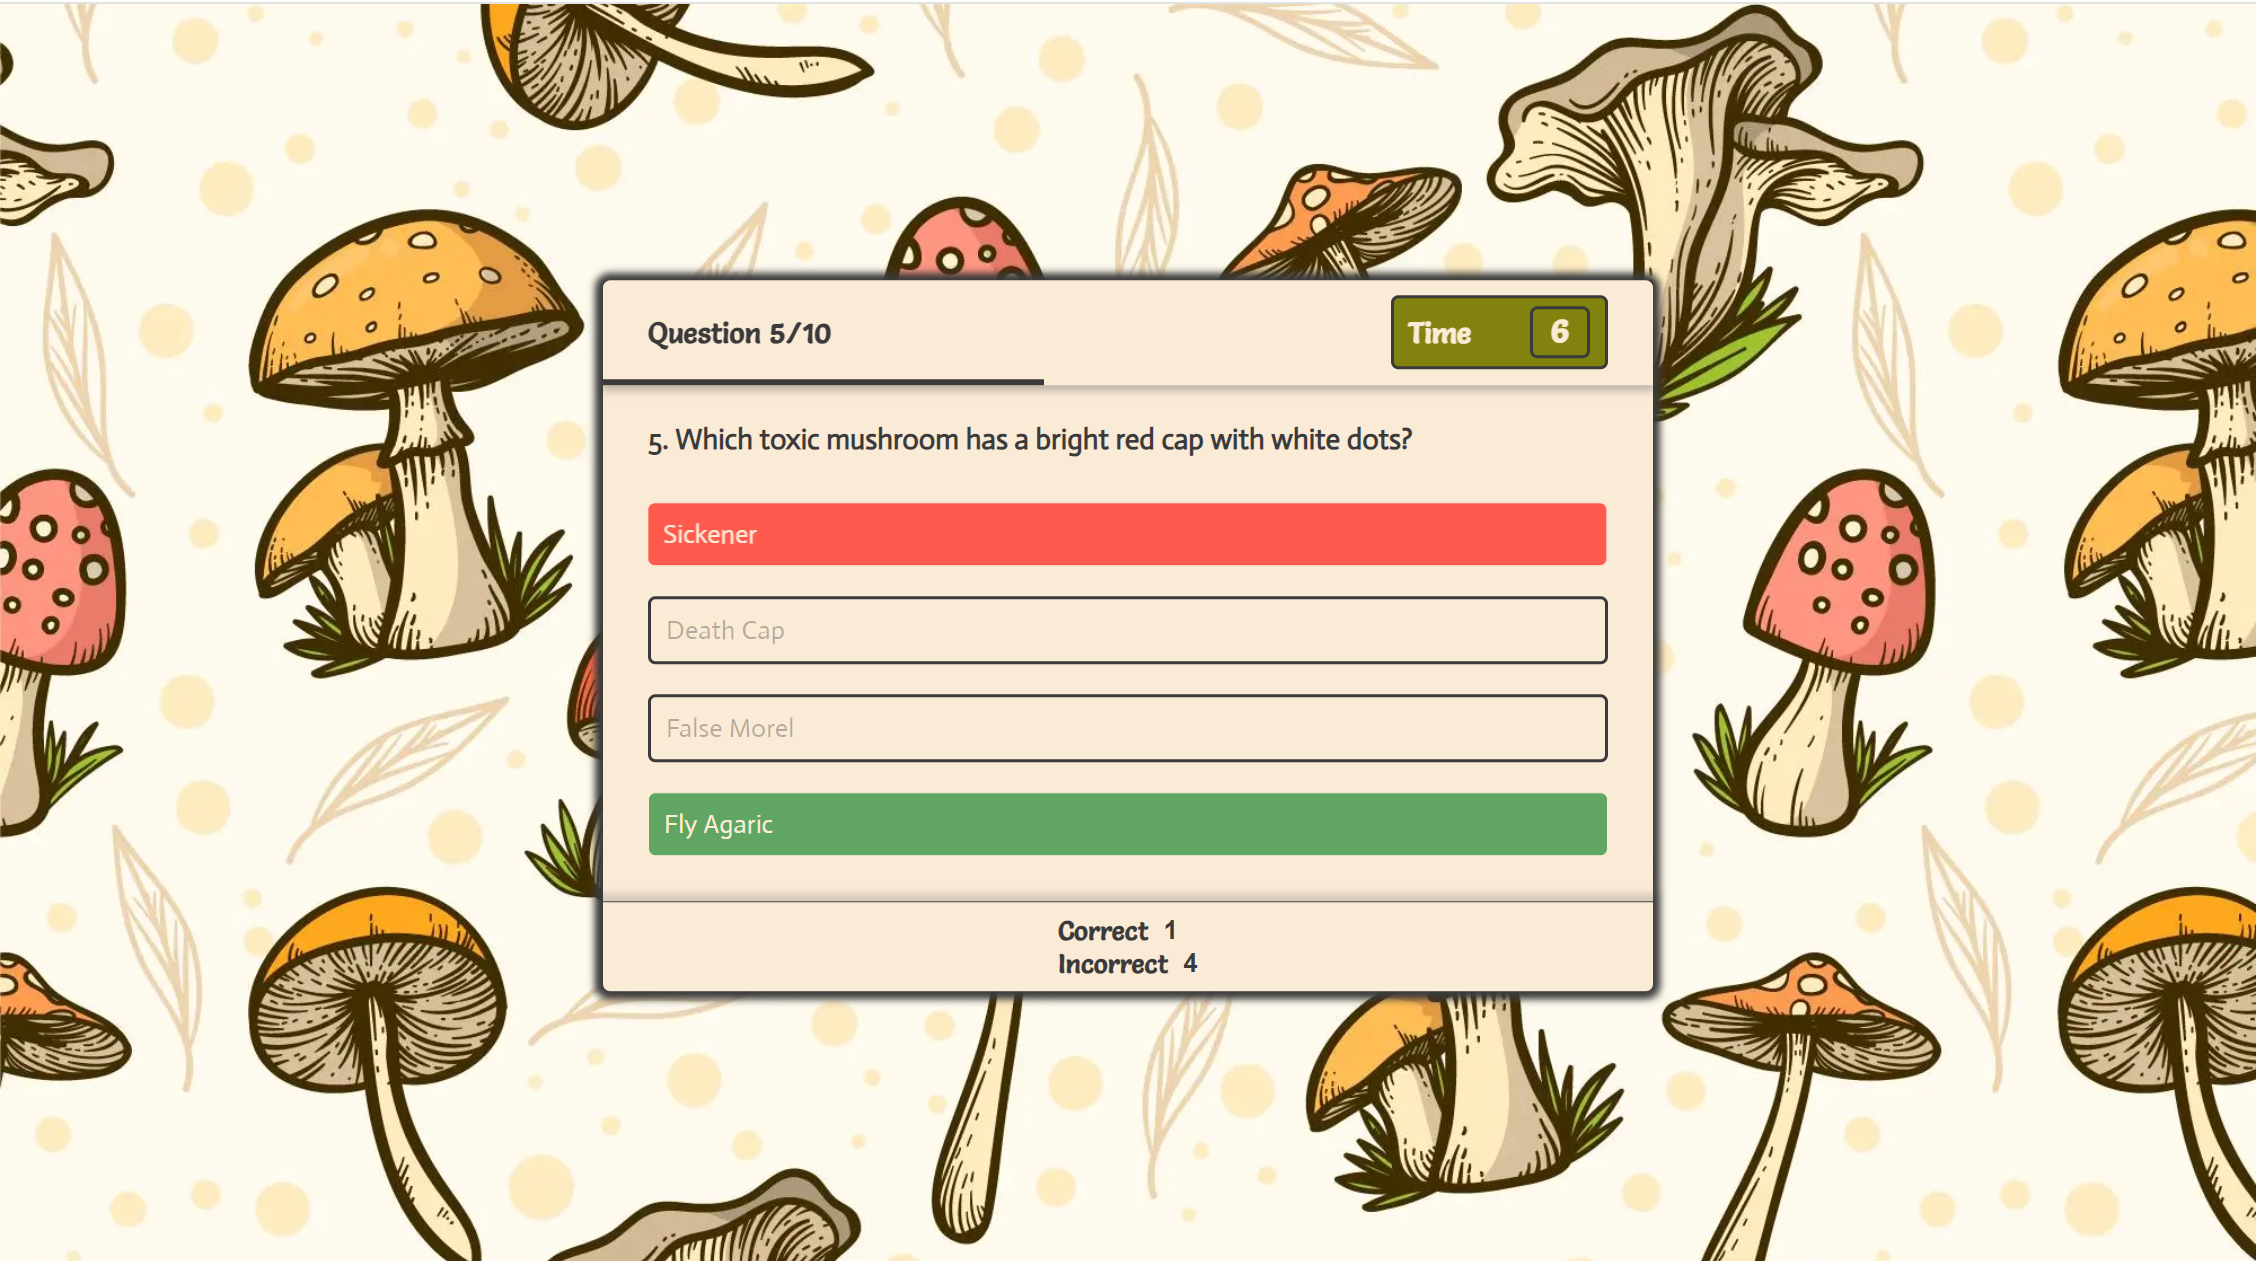 Question 5/10
Time 6
5. Which toxic mushroom has a bright red cap with white dots?
Sickener
Death Cap
False Morel
Fly Agaric
Correct 1
Incorrect 4